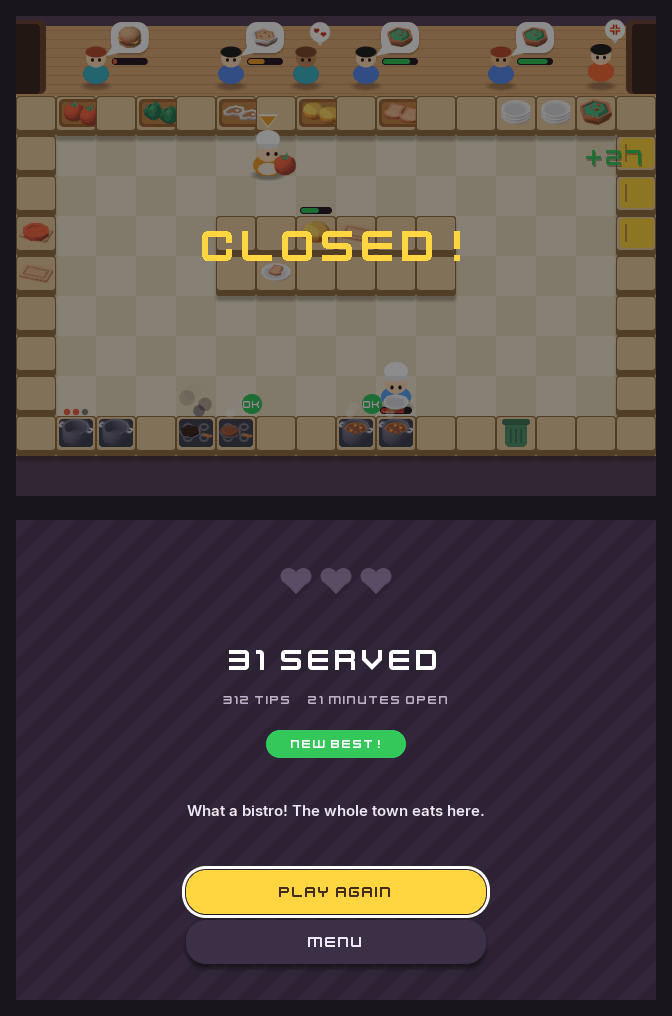 +27
CLOSED!
OK
OK
31 SERVED
312 TIPS 21 MINUTES OPEN
NEW BEST!
What a bistro! The whole town eats here.
PLAY AGAIN
MENU